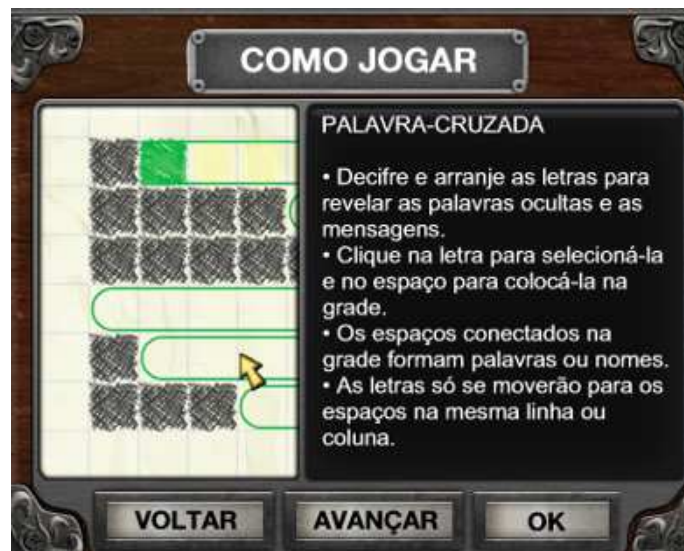 COMO JOGAR
PALAVRA-CRUZADA
• Decifre e arranje as letras para
revelar as palavras ocultas e as
mensagens.
• Clique na letra para selecioná-la
e no espaço para colocá-la na
grade.
• Os espaços conectados na
grade formam palavras ou nomes.
• As letras só se moverão para os
espaços na mesma linha ou
coluna.
VOLTAR AVANÇAR OK